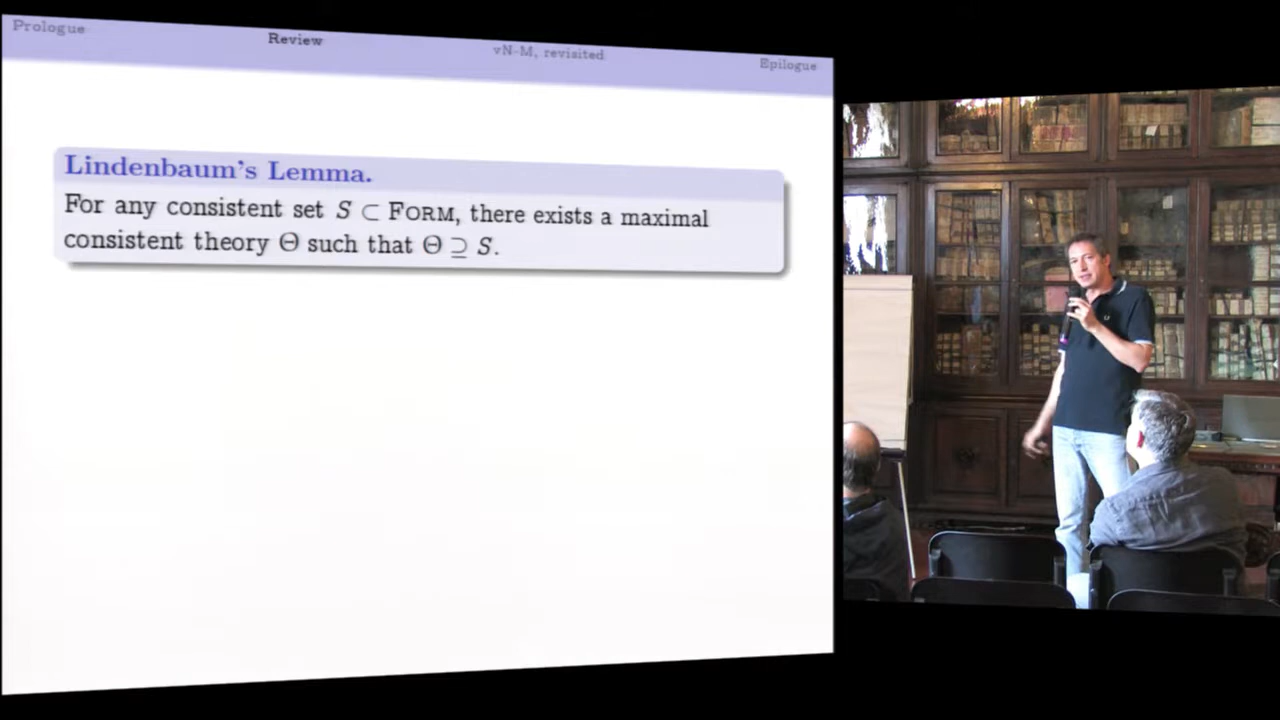 Prologue
Review
vN–M, revisited
Epilogue
Lindenbaum's Lemma.
For any consistent set S ⊂ FORM, there exists a maximal
consistent theory Θ such that Θ ⊇ S.